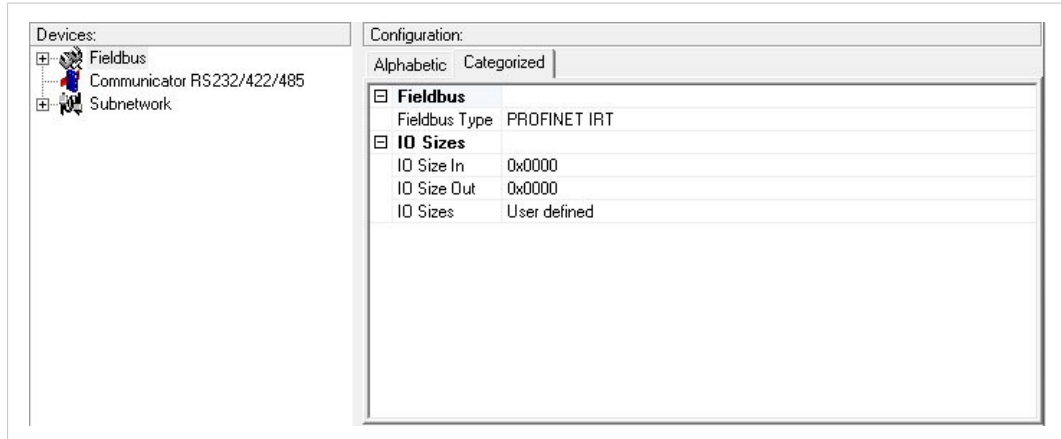 Devices:
Fieldbus
Communicator RS232/422/485
Subnetwork
Configuration:
Alphabetic Categorized
Fieldbus
Fieldbus Type PROFINET IRT
IO Sizes
IO Size In 0x0000
IO Size Out 0x0000
IO Sizes User defined